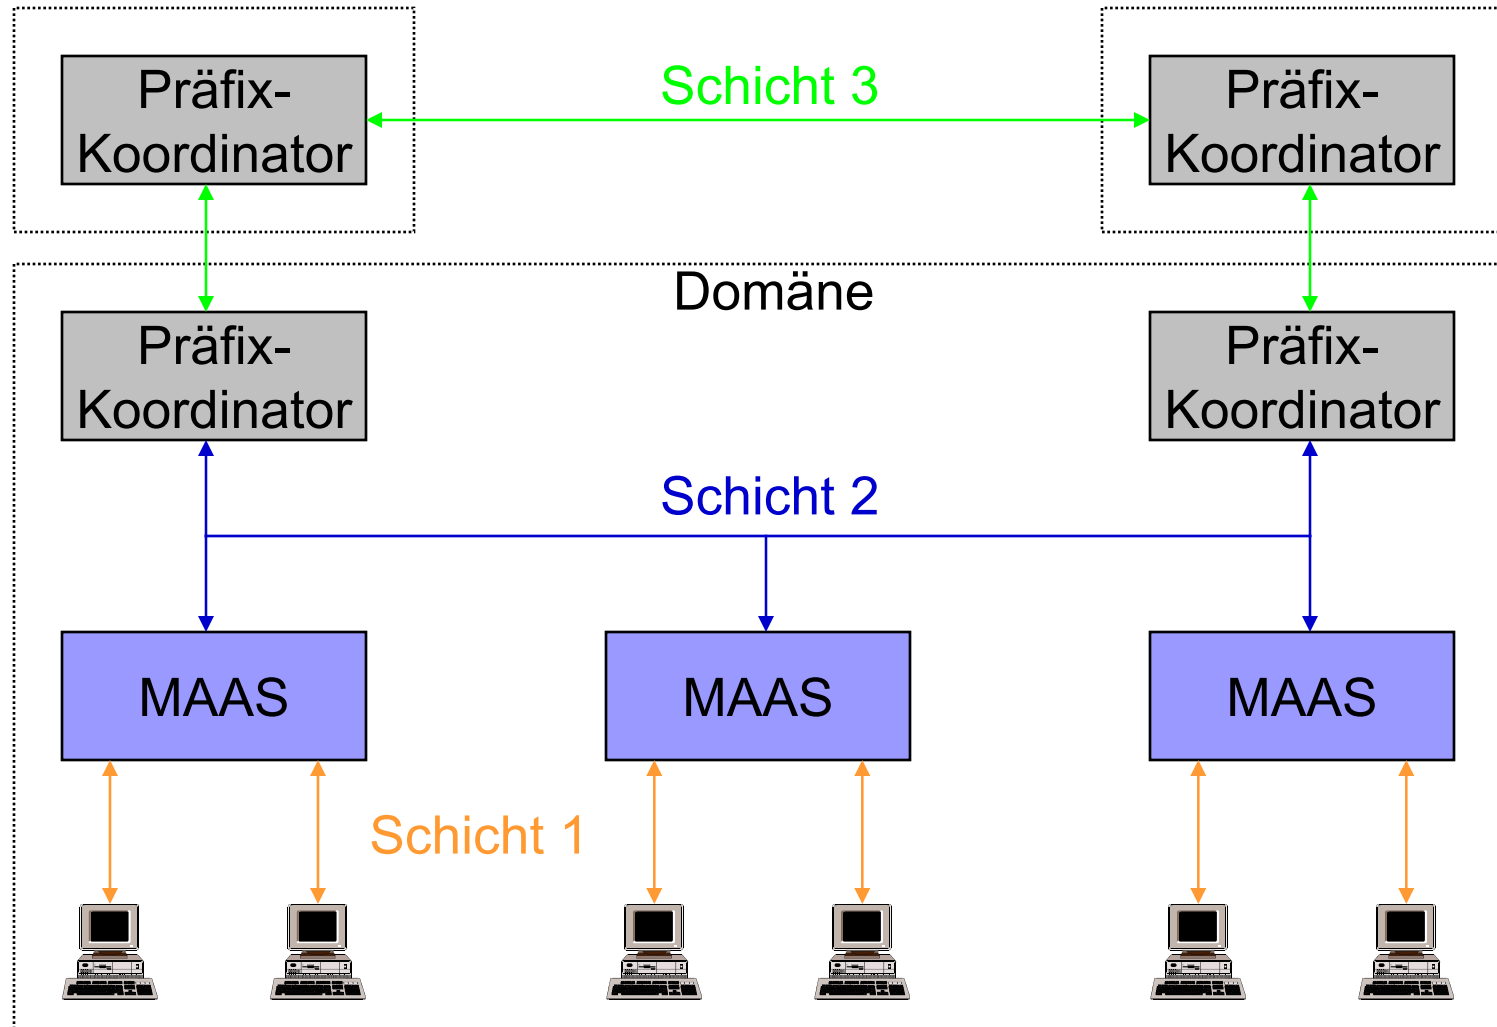 Präfix-
Koordinator
Schicht 3
Präfix-
Koordinator
Domäne
Präfix-
Koordinator
Präfix-
Koordinator
Schicht 2
MAAS
MAAS
MAAS
Schicht 1